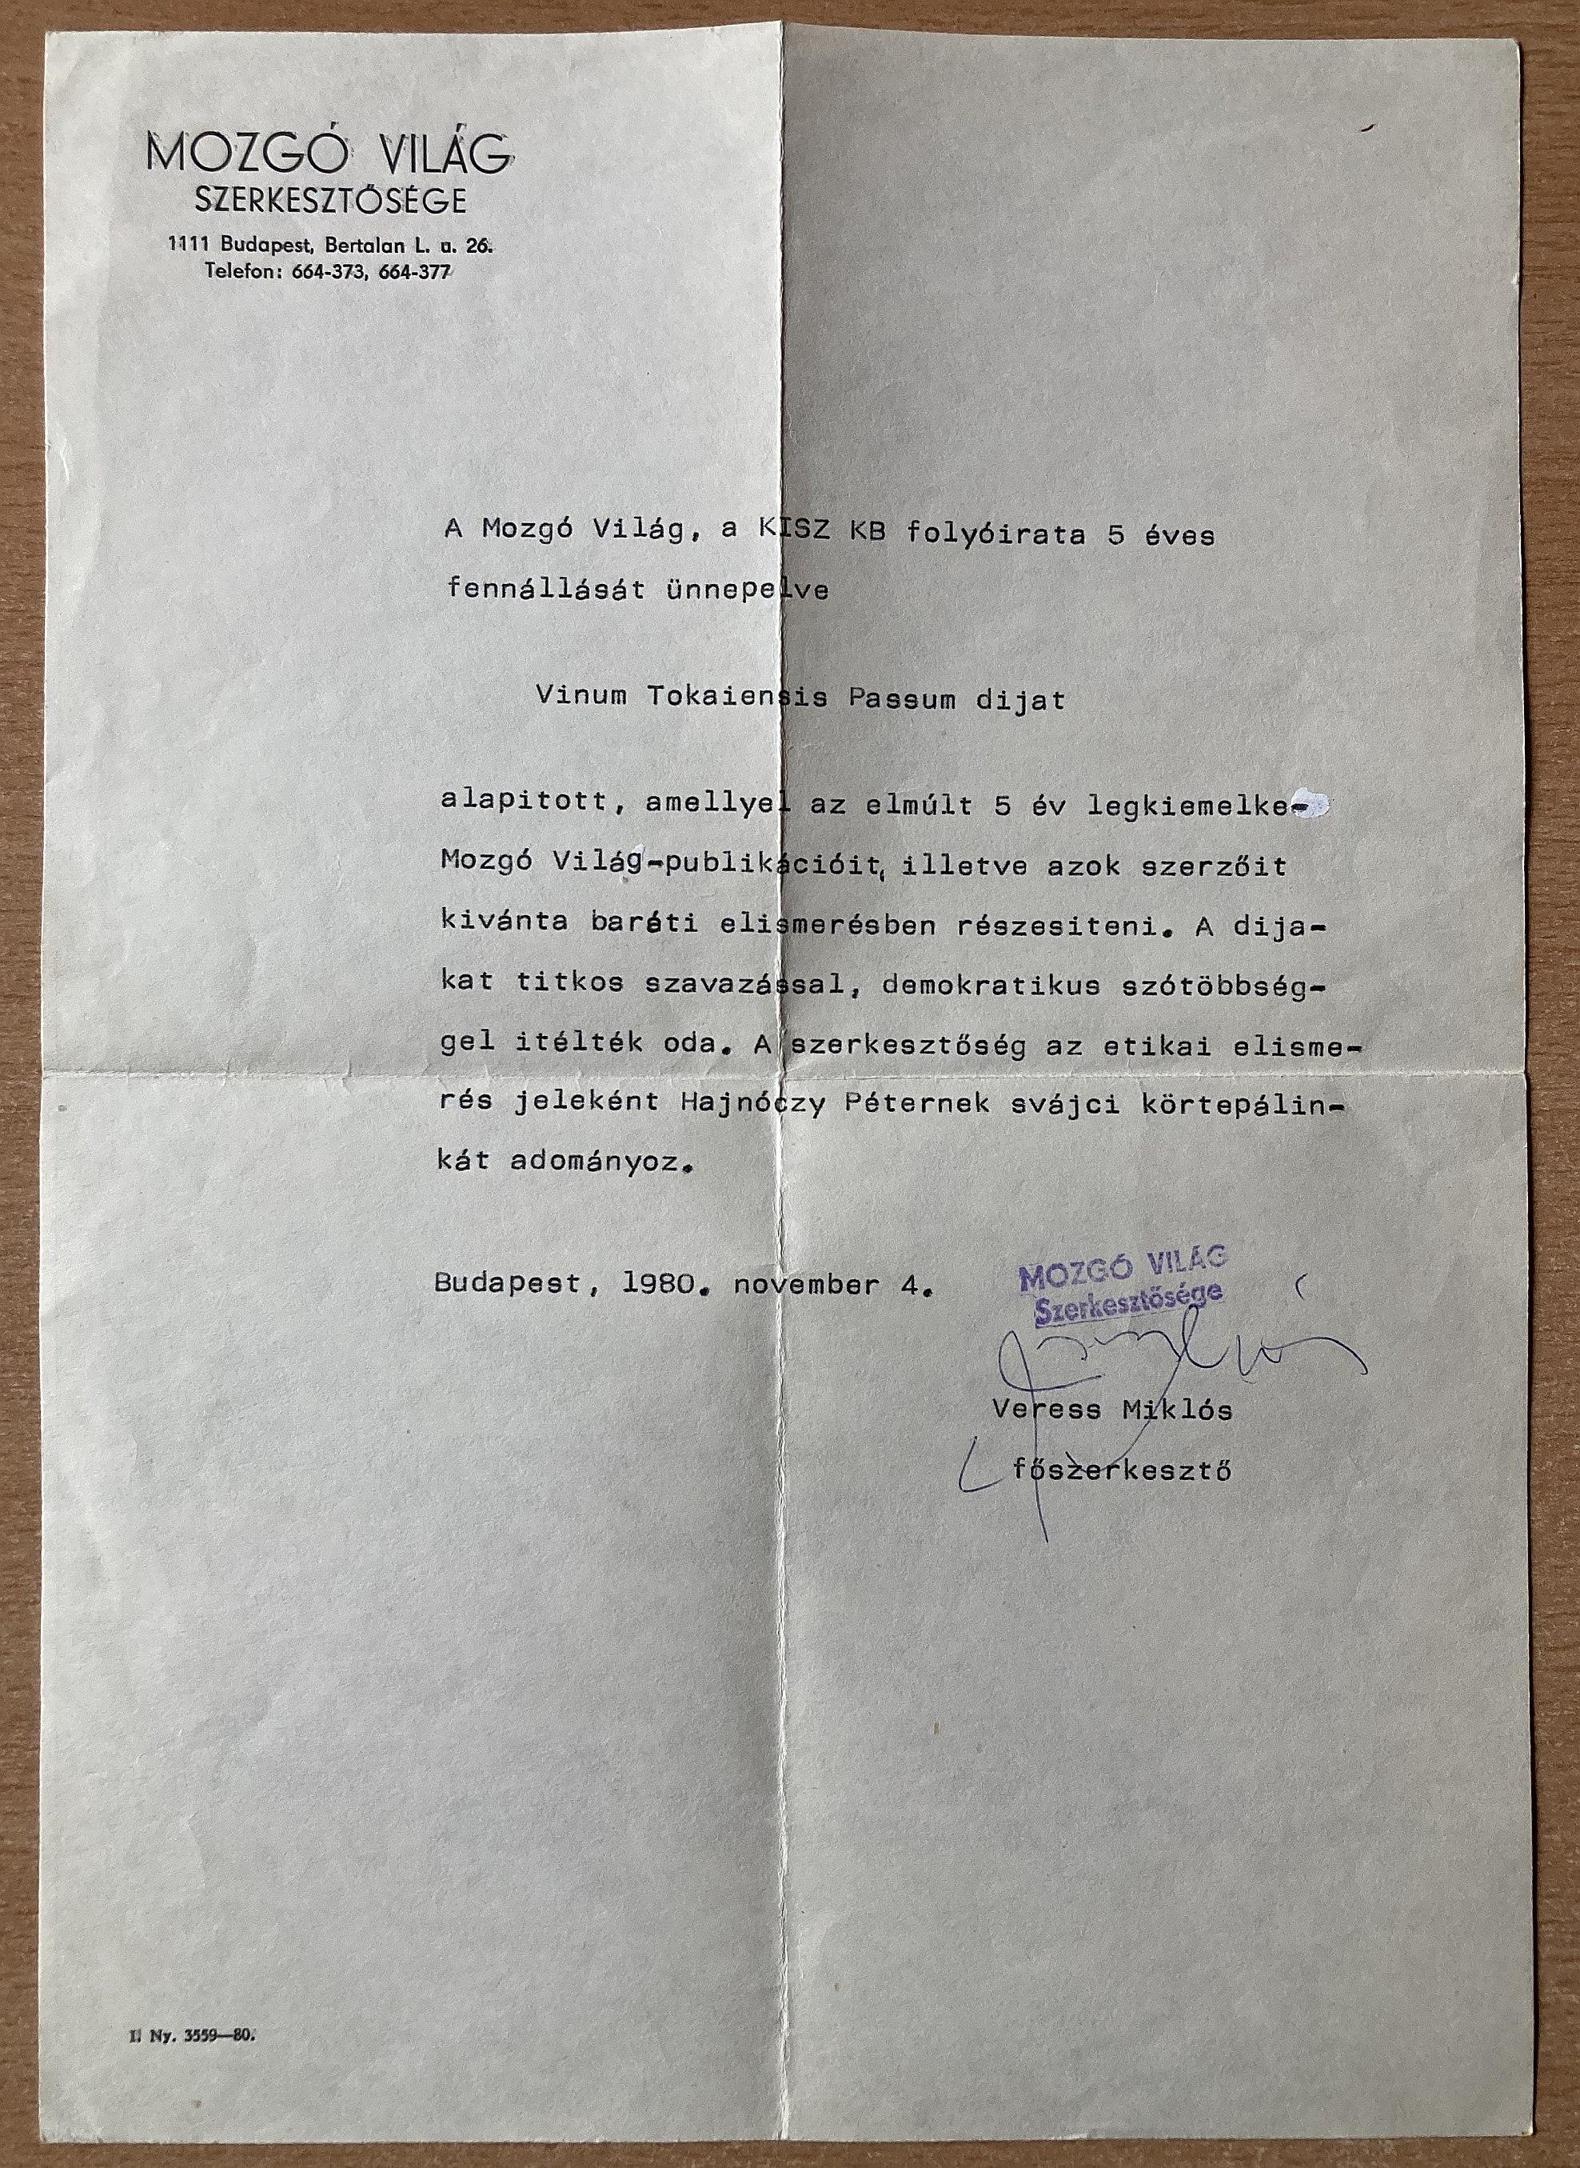 MOZGÓ VILÁG
SZERKESZTŐSÉGE
1111 Budapest, Bertalan L. u. 26.
Telefon: 664-373, 664-377
A Mozgó Világ, a KISZ KB folyóirata 5 éves
fennállását ünnepelve
Vinum Tokaiensis Passum dijat
alapitott, amellyel az elmúlt 5 év legkiemelke-
Mozgó Világ-publikációit, illetve azok szerzőit
kivánta baráti elismerésben részesiteni. A dija-
kat titkos szavazással, demokratikus szótöbbség-
gel itélték oda. A szerkesztőség az etikai elisme-
rés jeleként Hajnóczy Péternek svájci körtepálin-
kát adományoz.
Budapest, 1980. november 4.
MOZGÓ VILÁG
Szerkesztősége
Veress Miklós
főszerkesztő
Ny. 3559—80.